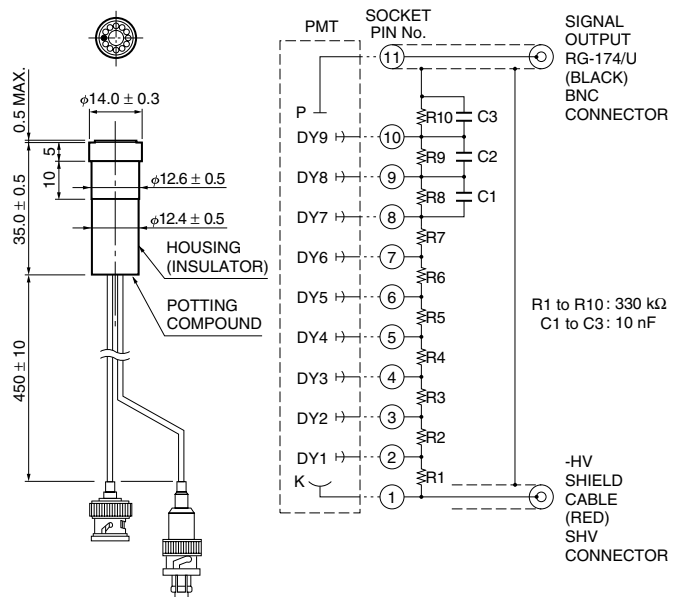 0.5 MAX.
φ14.0 ± 0.3
5
10
35.0 ± 0.5
φ12.6 ± 0.5
φ12.4 ± 0.5
HOUSING
(INSULATOR)
POTTING
COMPOUND
450 ± 10
PMT
SOCKET
PIN No.
SIGNAL
OUTPUT
RG-174/U
(BLACK)
BNC
CONNECTOR
11
P
R10
C3
DY9
10
R9
C2
DY8
9
R8
C1
DY7
8
R7
DY6
7
R6
DY5
6
R5
DY4
5
R4
DY3
4
R3
DY2
3
R2
DY1
2
R1
K
1
R1 to R10 : 330 kΩ
C1 to C3 : 10 nF
-HV
SHIELD
CABLE
(RED)
SHV
CONNECTOR